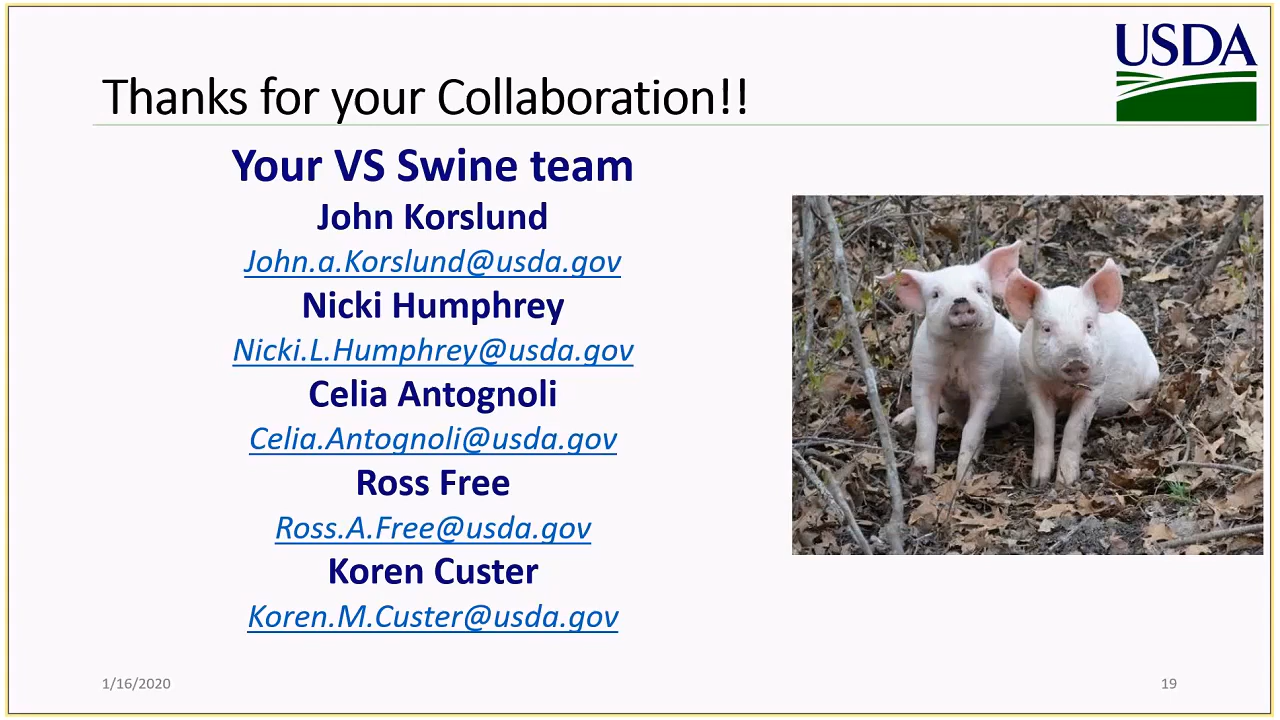 USDA
Thanks for your Collaboration!!
Your VS Swine team
John Korslund
John.a.Korslund@usda.gov
Nicki Humphrey
Nicki.L.Humphrey@usda.gov
Celia Antognoli
Celia.Antognoli@usda.gov
Ross Free
Ross.A.Free@usda.gov
Koren Custer
Koren.M.Custer@usda.gov
1/16/2020
19